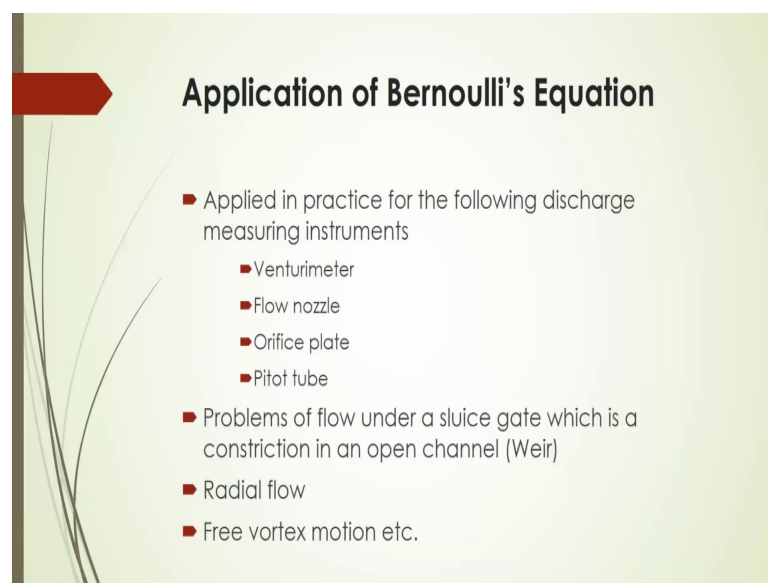 Application of Bernoulli's Equation
Applied in practice for the following discharge
measuring instruments
Venturimeter
Flow nozzle
Orifice plate
Pitot tube
Problems of flow under a sluice gate which is a
constriction in an open channel (Weir)
Radial flow
Free vortex motion etc.